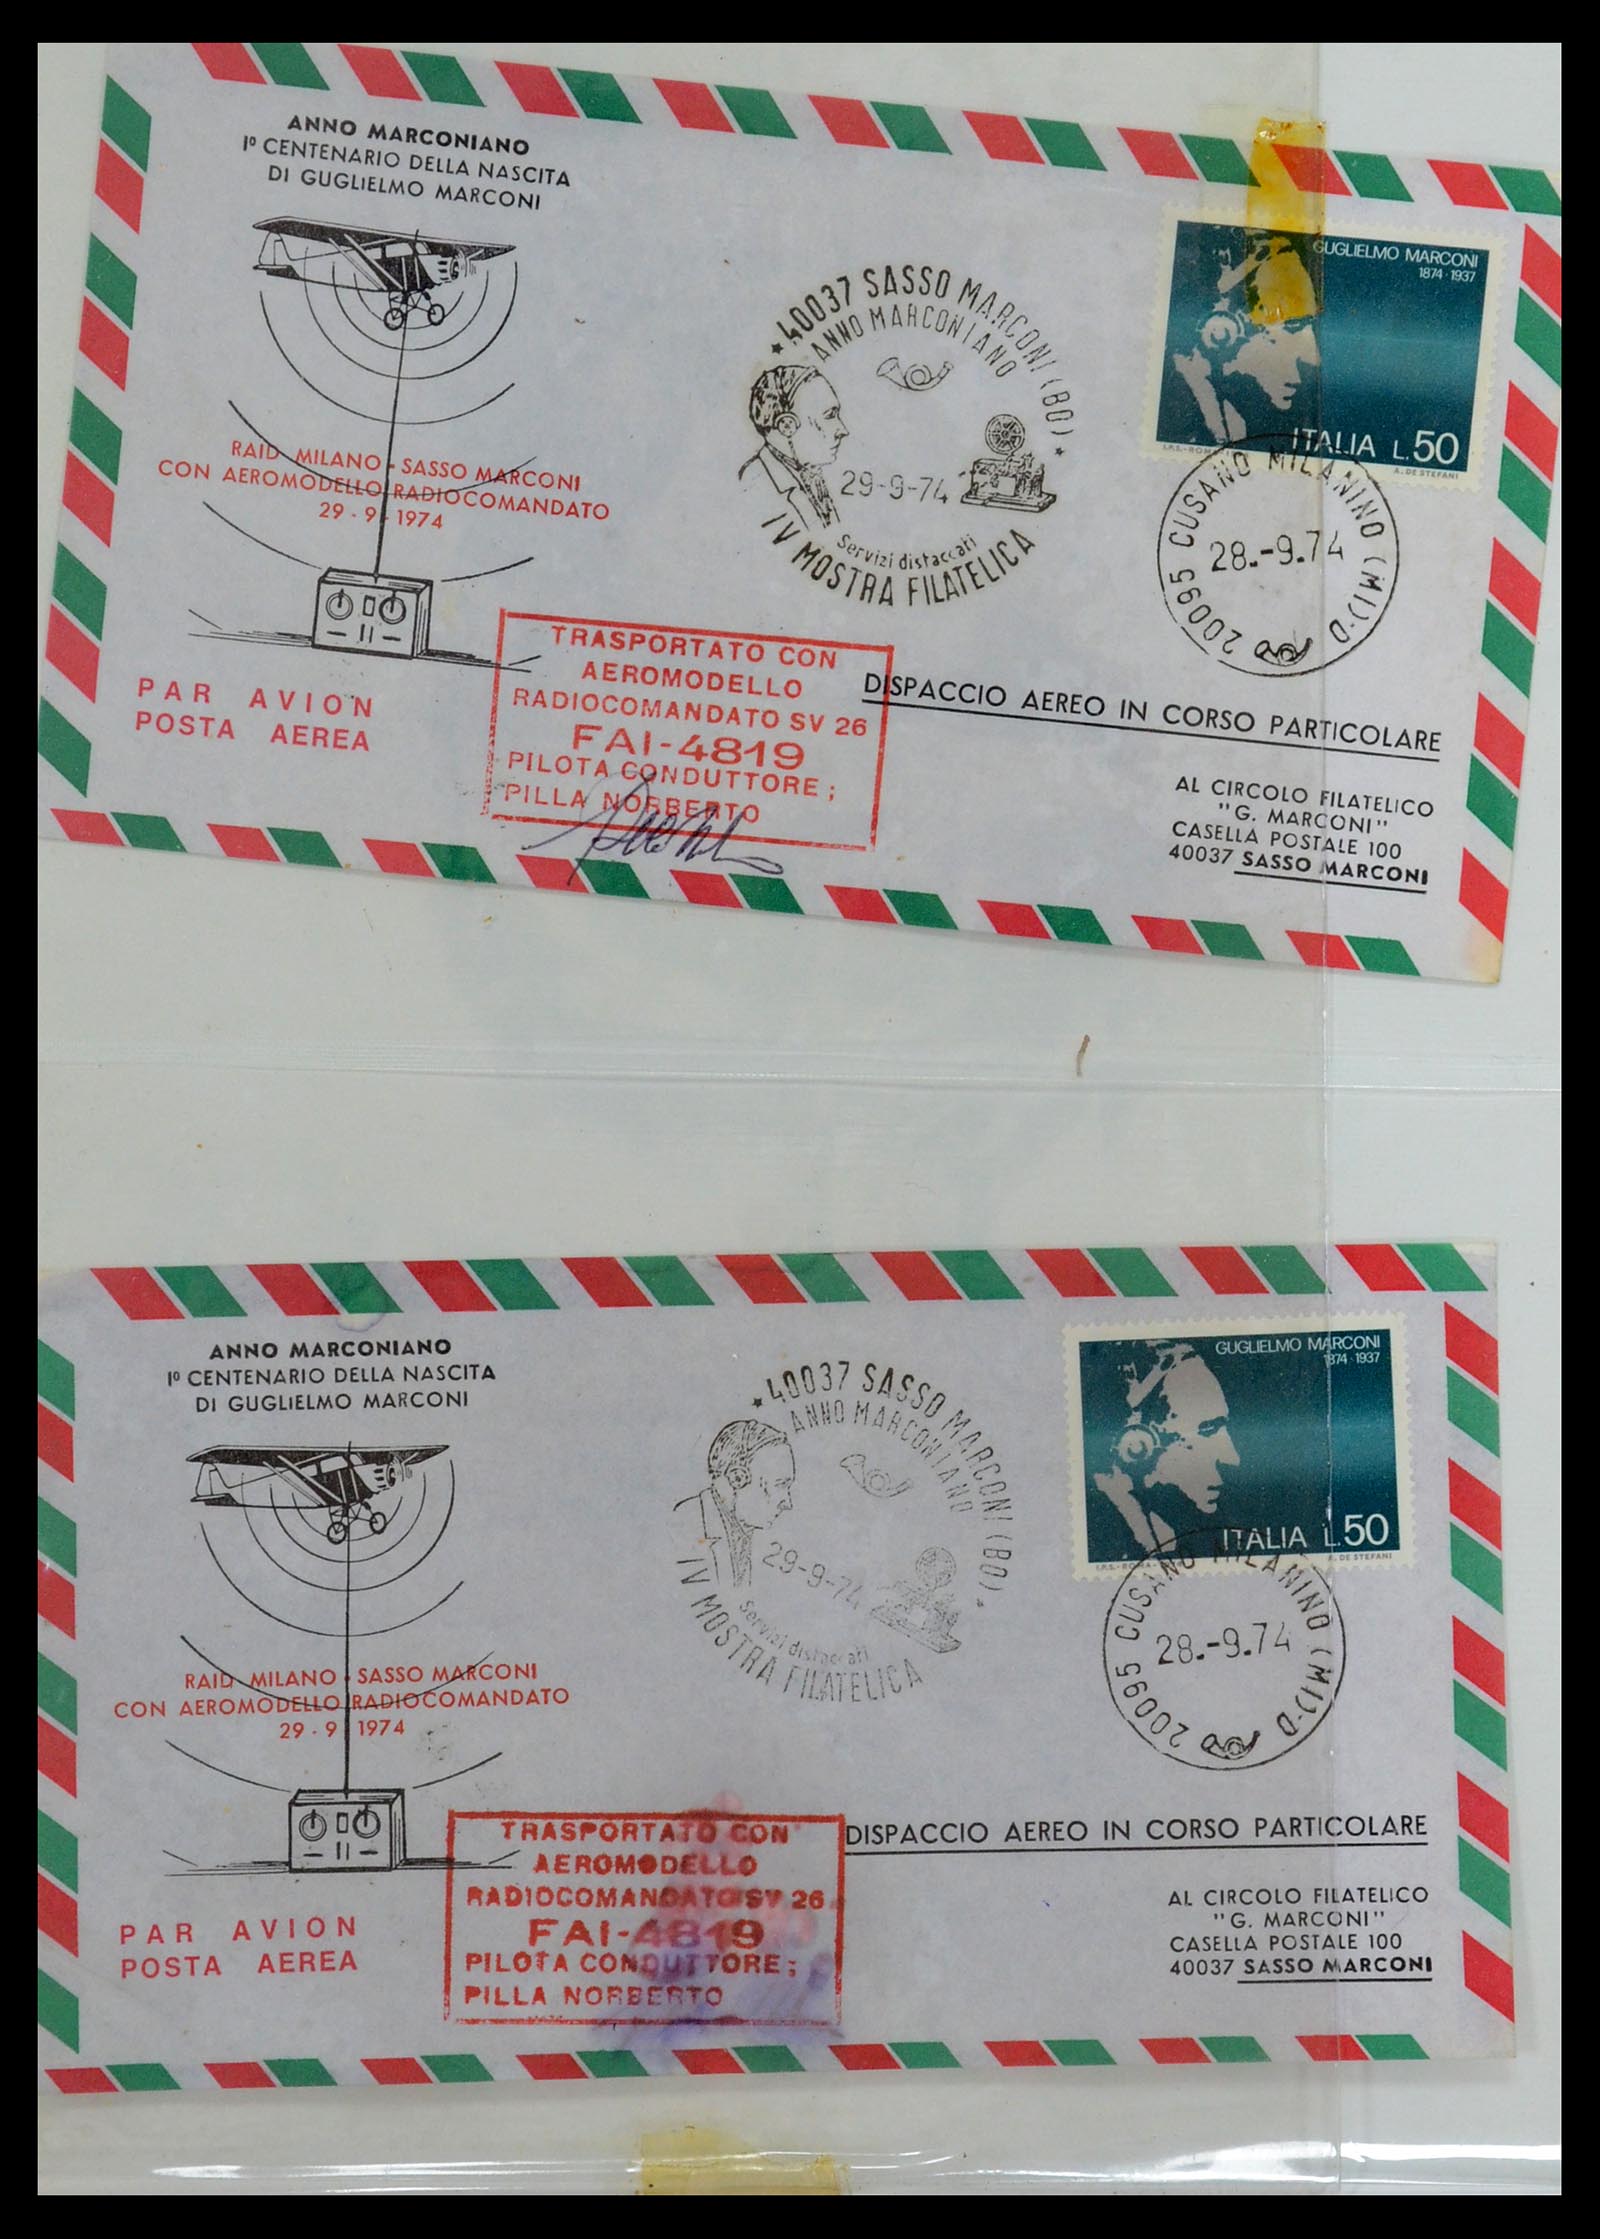 ANNO MARCONIANO
Iº CENTENARIO DELLA NASCITA
DI GUGLIELMO MARCONI
RAID MILANO - SASSO MARCONI
CON AEROMODELLO RADIOCOMANDATO
29 - 9 - 1974
PAR AVION
POSTA AEREA
★ 40037 SASSO MARCONI (BO) ★
ANNO MARCONIANO
29-9-74
Servizi distaccati
IV MOSTRA FILATELICA
GUGLIELMO MARCONI
1874 · 1937
ITALIA L.50
I.P.S.-ROMA
A. DE STEFANI
20095 CUSANO MILANINO (MI)-D
28.-9.74
TRASPORTATO CON
AEROMODELLO
RADIOCOMANDATO SV 26
FAI-4819
PILOTA CONDUTTORE ;
PILLA NORBERTO
DISPACCIO AEREO IN CORSO PARTICOLARE
AL CIRCOLO FILATELICO
"G. MARCONI"
CASELLA POSTALE 100
40037 SASSO MARCONI
ANNO MARCONIANO
Iº CENTENARIO DELLA NASCITA
DI GUGLIELMO MARCONI
RAID MILANO - SASSO MARCONI
CON AEROMODELLO RADIOCOMANDATO
29 - 9 1974
PAR AVION
POSTA AEREA
★ 40037 SASSO MARCONI (BO) ★
ANNO MARCONIANO
29-9-74
Servizi distaccati
IV MOSTRA FILATELICA
GUGLIELMO MARCONI
1874 · 1937
ITALIA L.50
I.P.S.-ROMA
A. DE STEFANI
20095 CUSANO MILANINO (MI)-D
28.-9.74
TRASPORTATO CON
AEROMODELLO
RADIOCOMANDATO SV 26
FAI-4819
PILOTA CONDUTTORE ;
PILLA NORBERTO
DISPACCIO AEREO IN CORSO PARTICOLARE
AL CIRCOLO FILATELICO
"G. MARCONI"
CASELLA POSTALE 100
40037 SASSO MARCONI